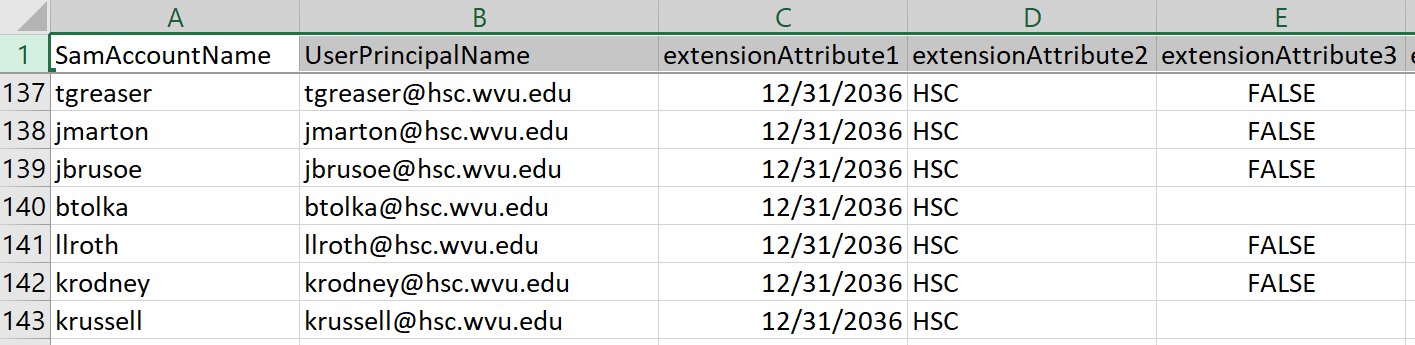 A B C D E
1 SamAccountName UserPrincipalName extensionAttribute1 extensionAttribute2 extensionAttribute3
137 tgreaser tgreaser@hsc.wvu.edu 12/31/2036 HSC FALSE
138 jmarton jmarton@hsc.wvu.edu 12/31/2036 HSC FALSE
139 jbrusoe jbrusoe@hsc.wvu.edu 12/31/2036 HSC FALSE
140 btolka btolka@hsc.wvu.edu 12/31/2036 HSC
141 llroth llroth@hsc.wvu.edu 12/31/2036 HSC FALSE
142 krodney krodney@hsc.wvu.edu 12/31/2036 HSC FALSE
143 krussell krussell@hsc.wvu.edu 12/31/2036 HSC